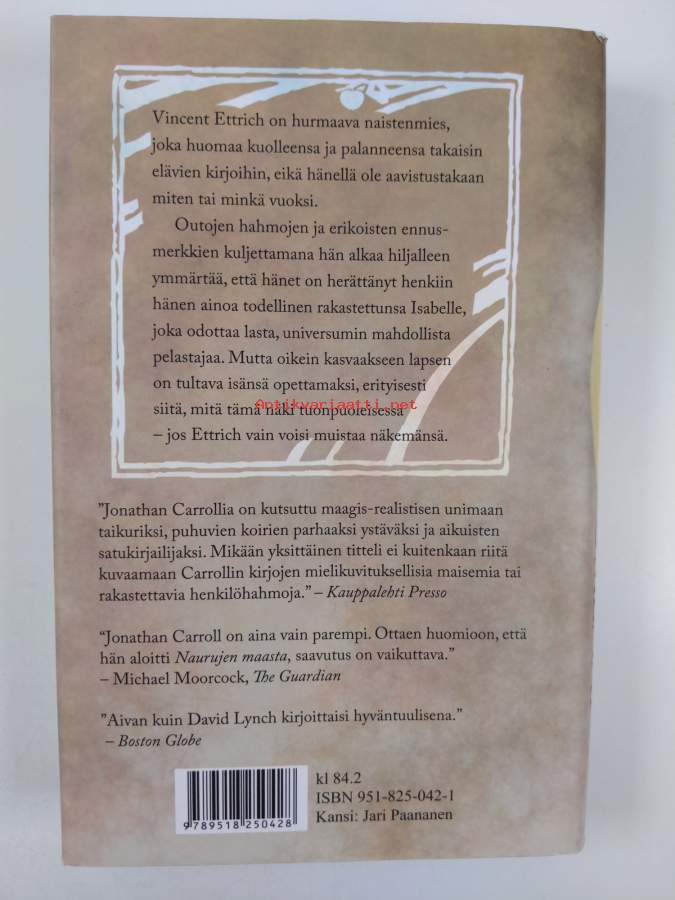 Vincent Ettrich on hurmaava naistenmies,
joka huomaa kuolleensa ja palanneensa takaisin
elävien kirjoihin, eikä hänellä ole aavistustakaan
miten tai minkä vuoksi.
Outojen hahmojen ja erikoisten ennus-
merkkien kuljettamana hän alkaa hiljalleen
ymmärtää, että hänet on herättänyt henkiin
hänen ainoa todellinen rakastettunsa Isabelle,
joka odottaa lasta, universumin mahdollista
pelastajaa. Mutta oikein kasvaakseen lapsen
on tultava isänsä opettamaksi, erityisesti
Antikvariaatti.net
siitä, mitä tämä näki tuonpuoleisessa
– jos Ettrich vain voisi muistaa näkemänsä.
"Jonathan Carrollia on kutsuttu maagis-realistisen unimaan
taikuriksi, puhuvien koirien parhaaksi ystäväksi ja aikuisten
satukirjailijaksi. Mikään yksittäinen titteli ei kuitenkaan riitä
kuvaamaan Carrollin kirjojen mielikuvituksellisia maisemia tai
rakastettavia henkilöhahmoja." – Kauppalehti Presso
"Jonathan Carroll on aina vain parempi. Ottaen huomioon, että
hän aloitti Naurujen maasta, saavutus on vaikuttava."
– Michael Moorcock, The Guardian
"Aivan kuin David Lynch kirjoittaisi hyväntuulisena."
– Boston Globe
kl 84.2
ISBN 951-825-042-1
Kansi: Jari Paananen
9789518250428